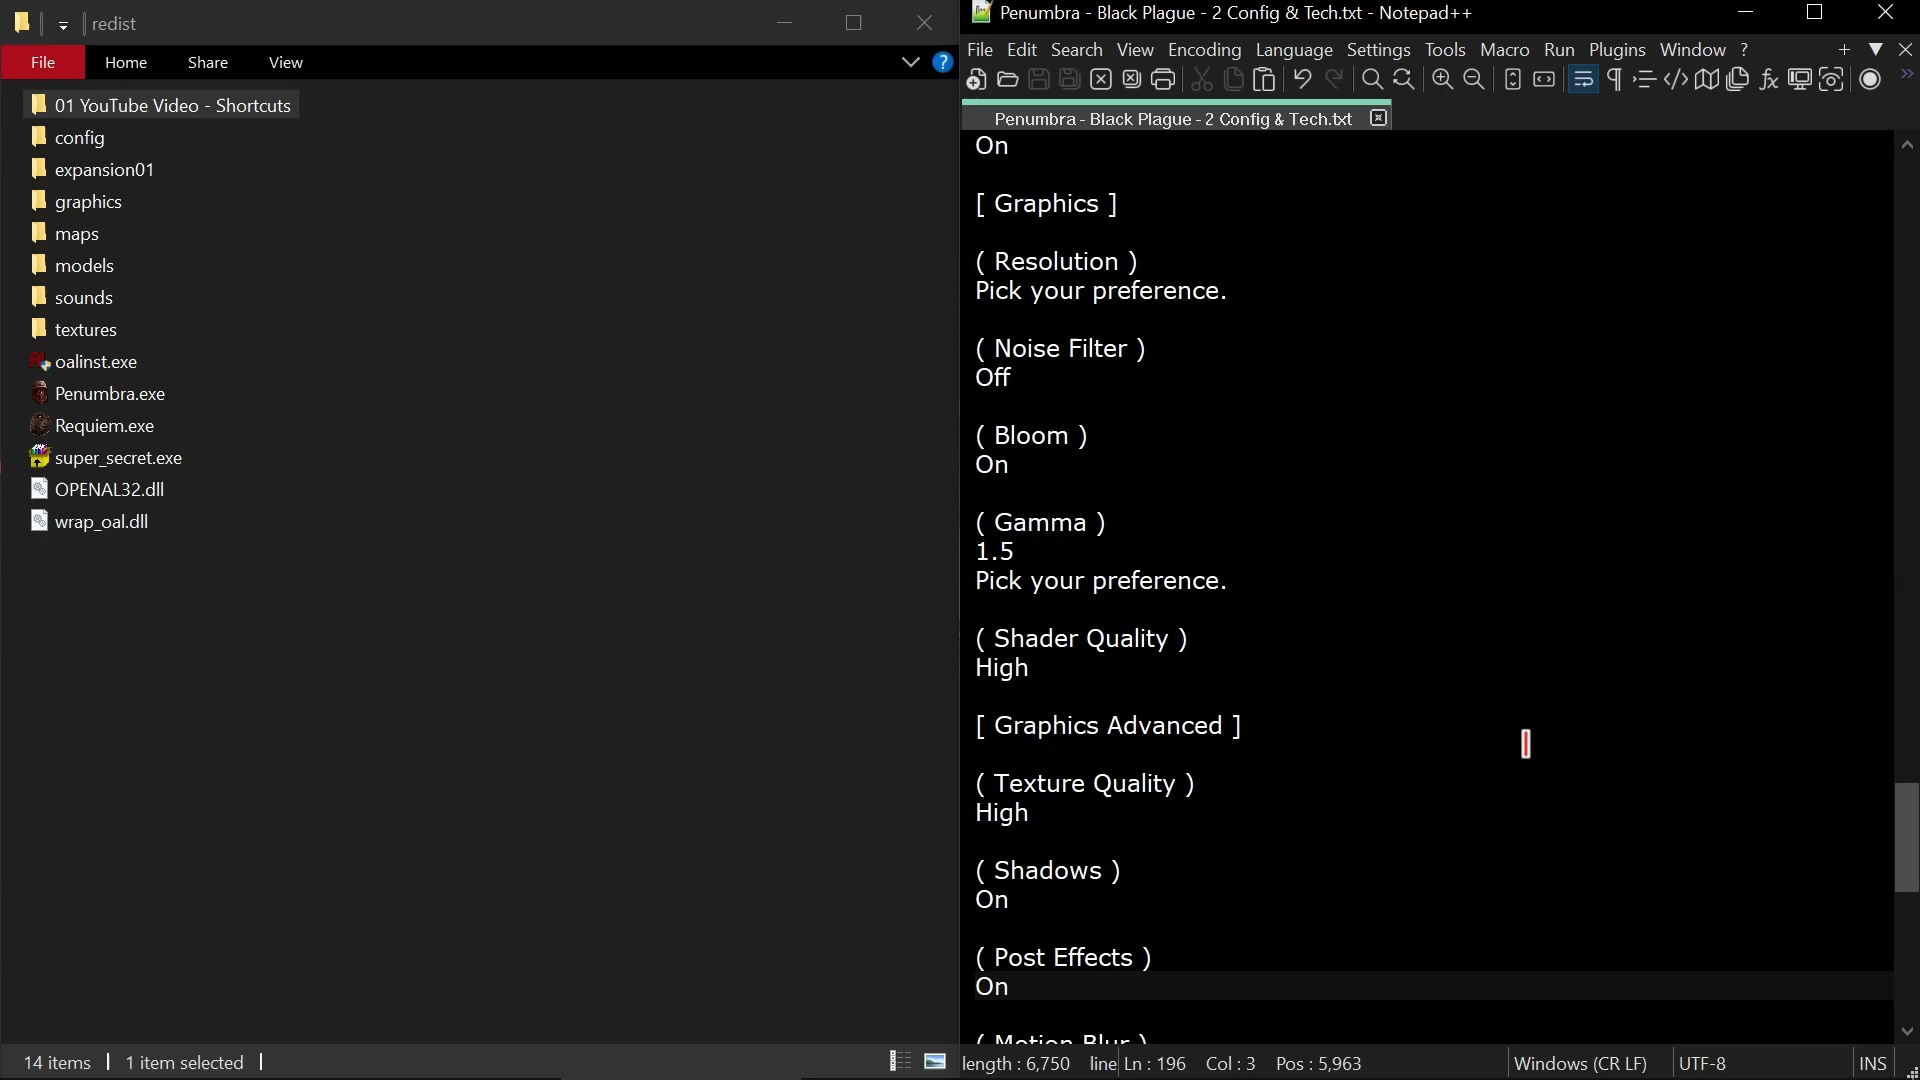 redist
File Home Share View
01 YouTube Video - Shortcuts
config
expansion01
graphics
maps
models
sounds
textures
oalinst.exe
Penumbra.exe
Requiem.exe
super_secret.exe
OPENAL32.dll
wrap_oal.dll
14 items 1 item selected
Penumbra - Black Plague - 2 Config & Tech.txt - Notepad++
File Edit Search View Encoding Language Settings Tools Macro Run Plugins Window ?
Penumbra - Black Plague - 2 Config & Tech.txt
On
[ Graphics ]
( Resolution )
Pick your preference.
( Noise Filter )
Off
( Bloom )
On
( Gamma )
1.5
Pick your preference.
( Shader Quality )
High
[ Graphics Advanced ]
( Texture Quality )
High
( Shadows )
On
( Post Effects )
On
( Motion Blur )
length : 6,750 line Ln : 196 Col : 3 Pos : 5,963 Windows (CR LF) UTF-8 INS